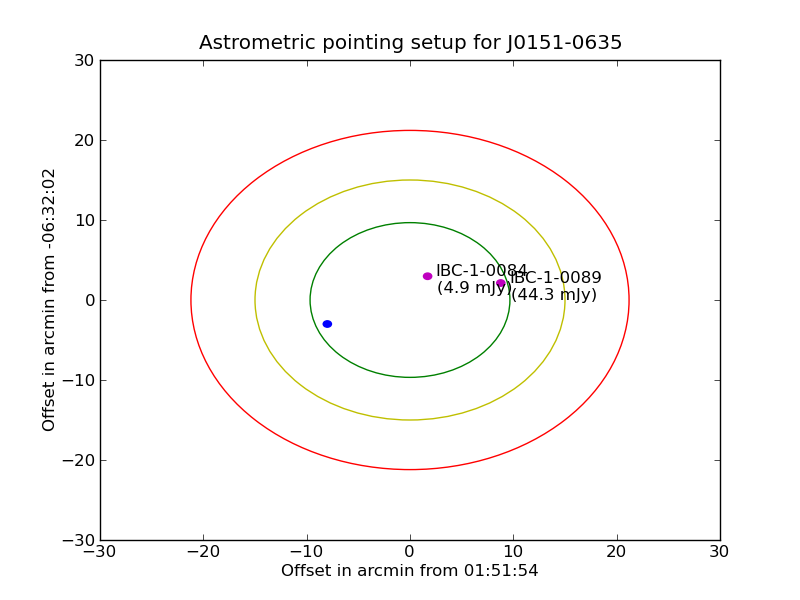 Astrometric pointing setup for J0151-0635
30
20
10
0
−10
−20
−30
Offset in arcmin from -06:32:02
IBC-1-0084
(4.9 mJy)
IBC-1-0089
(44.3 mJy)
−30
−20
−10
0
10
20
30
Offset in arcmin from 01:51:54